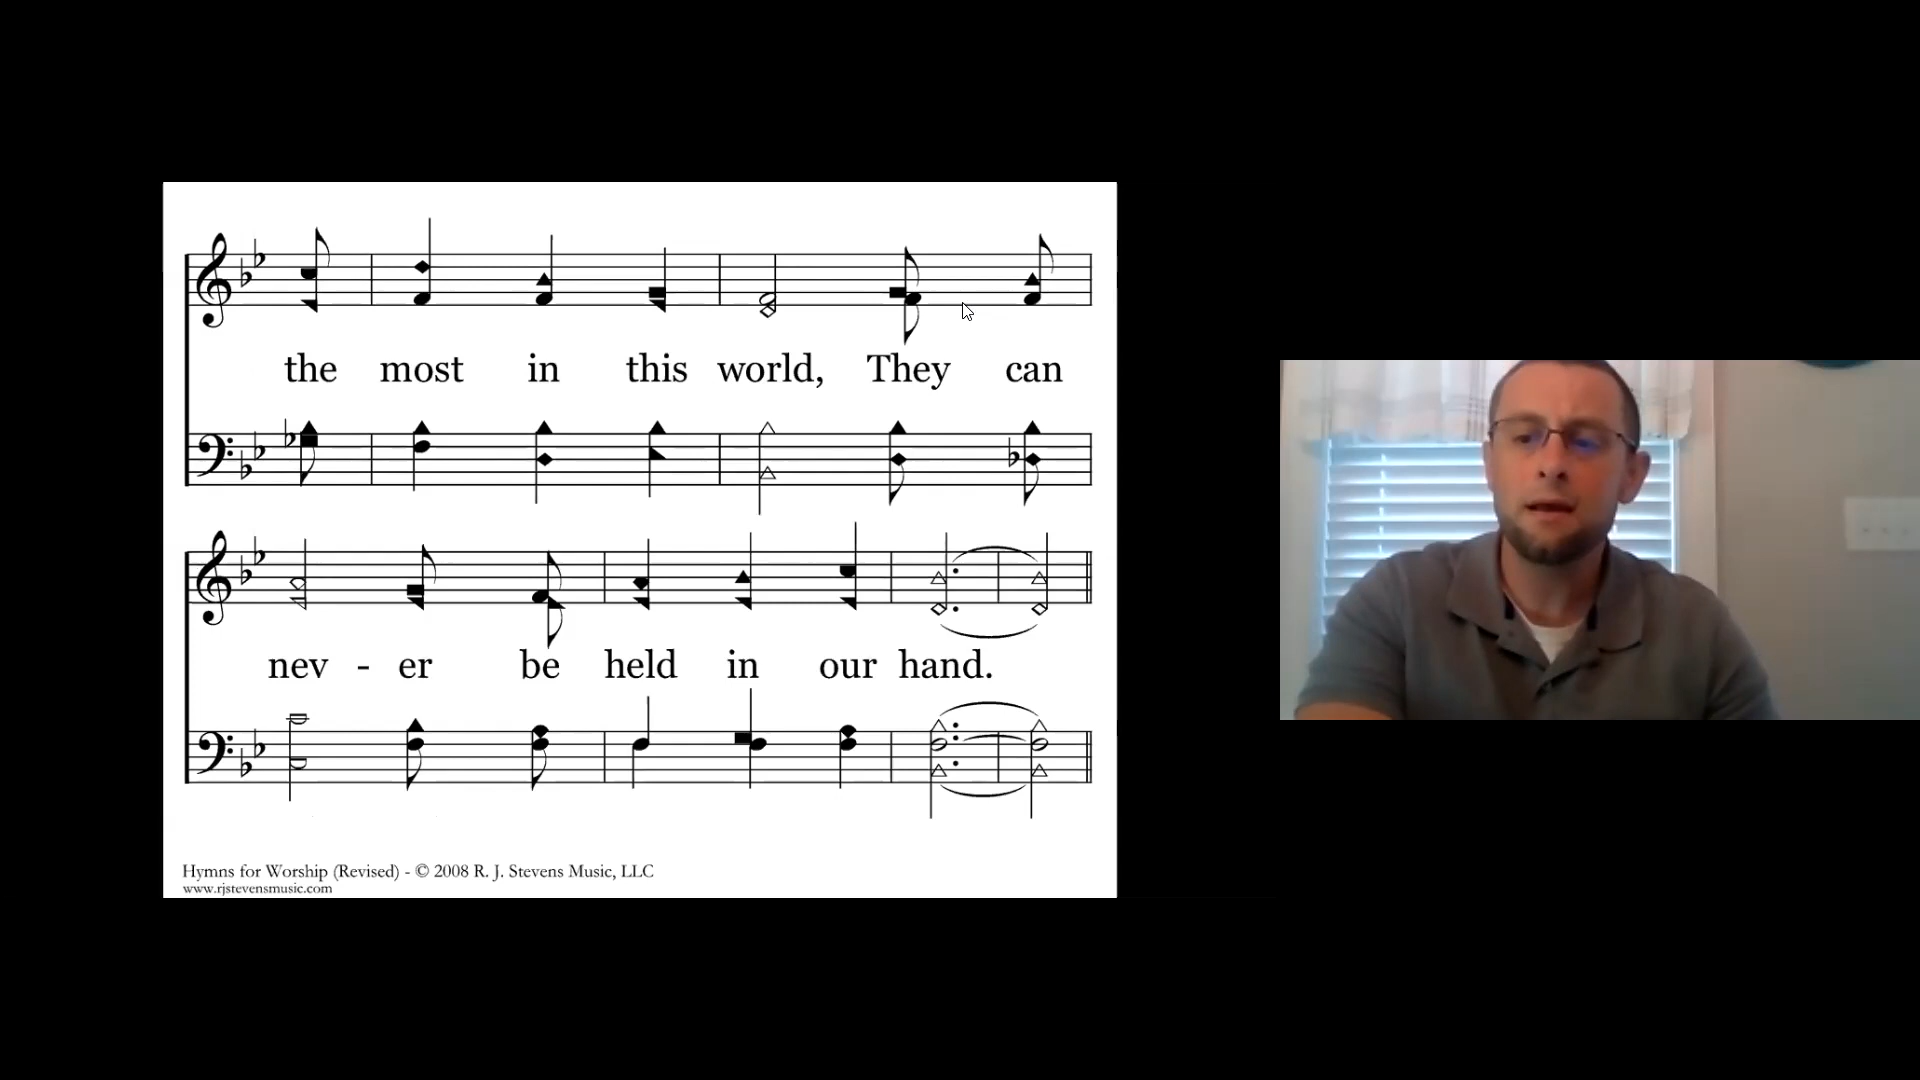 the most in this world, They can
nev - er be held in our hand.
Hymns for Worship (Revised) - © 2008 R. J. Stevens Music, LLC
www.rjstevensmusic.com